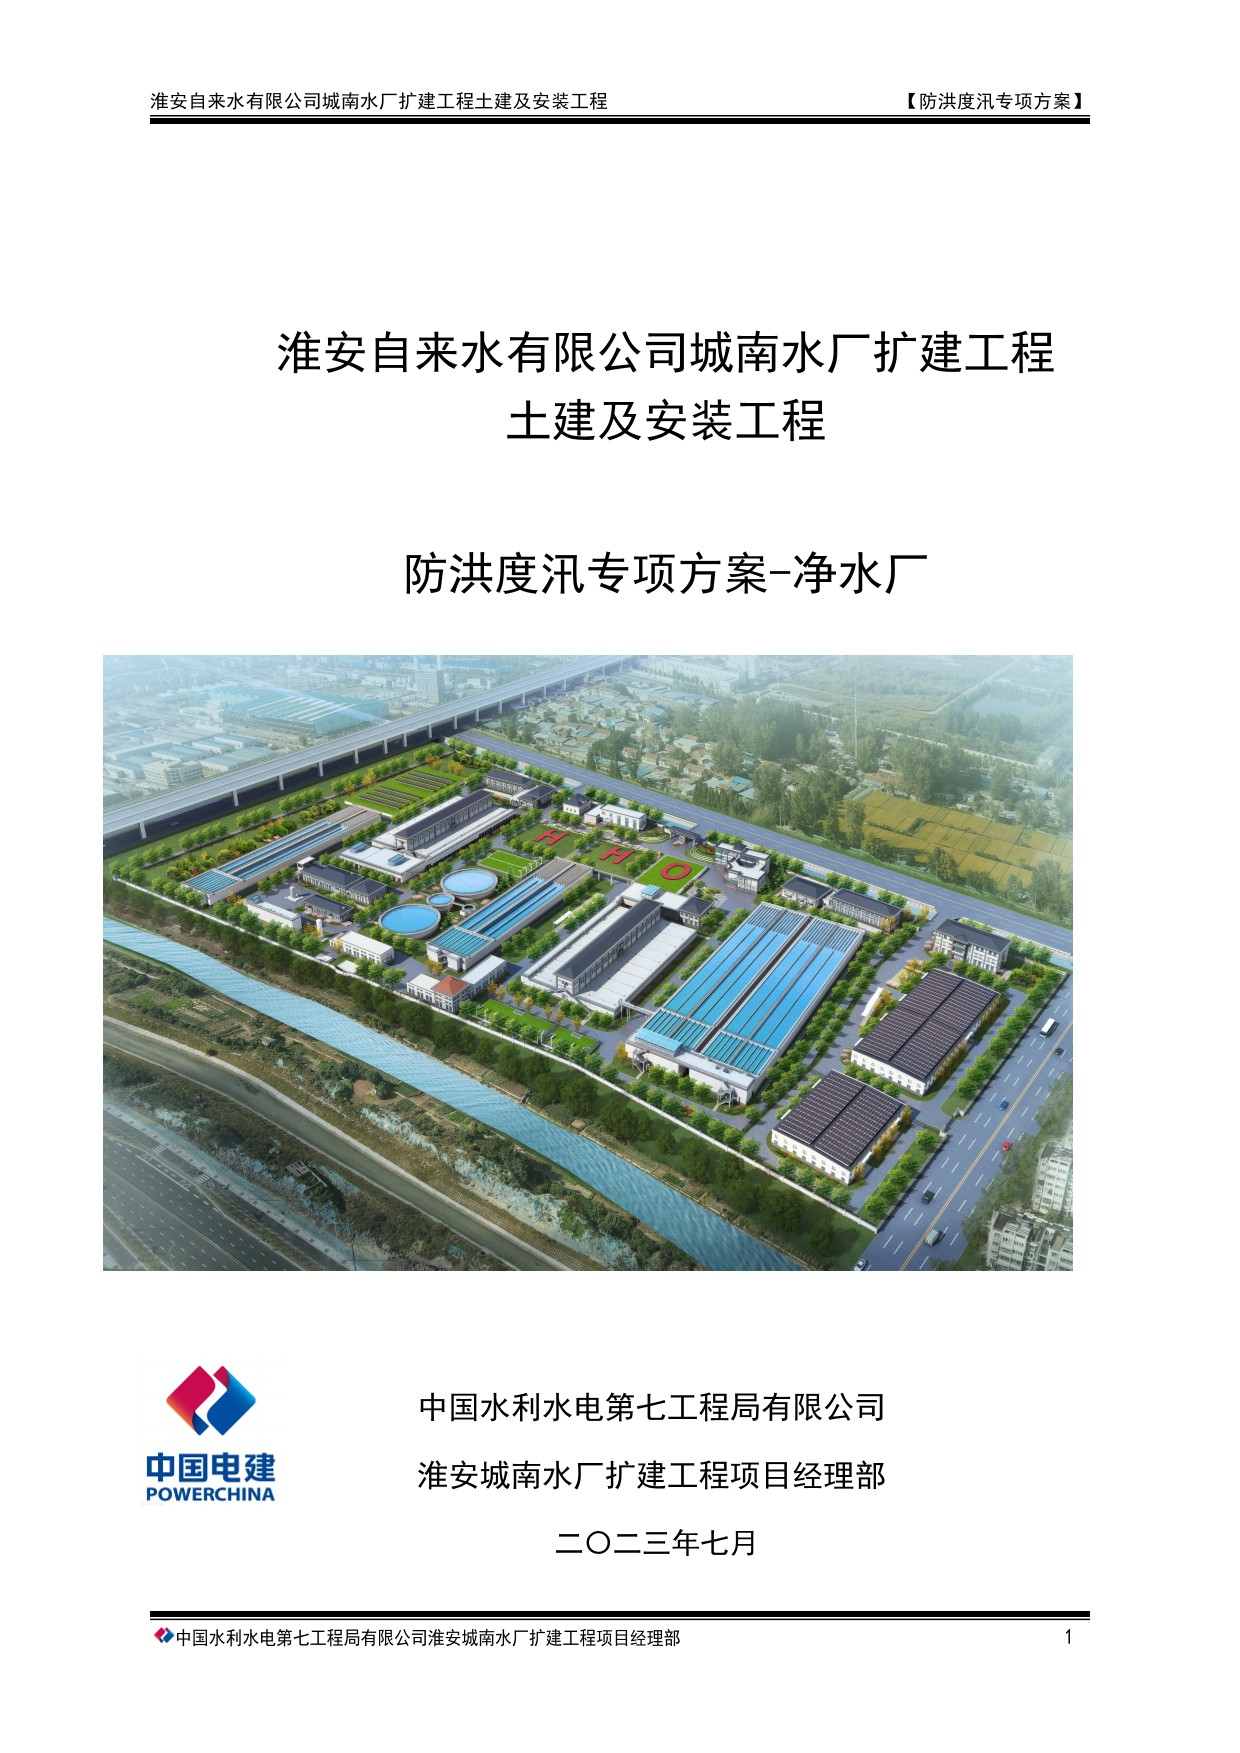 淮安自来水有限公司城南水厂扩建工程土建及安装工程 【防洪度汛专项方案】
淮安自来水有限公司城南水厂扩建工程
土建及安装工程
防洪度汛专项方案-净水厂
H H O
中国水利水电第七工程局有限公司
中国电建
POWERCHINA
淮安城南水厂扩建工程项目经理部
二〇二三年七月
中国水利水电第七工程局有限公司淮安城南水厂扩建工程项目经理部 1